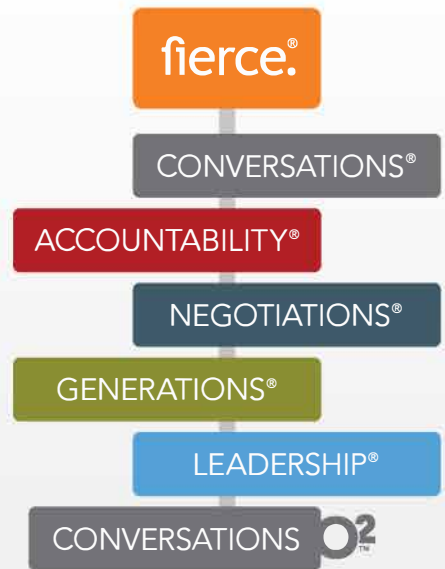 fierce.®
CONVERSATIONS®
ACCOUNTABILITY®
NEGOTIATIONS®
GENERATIONS®
LEADERSHIP®
CONVERSATIONS O2™